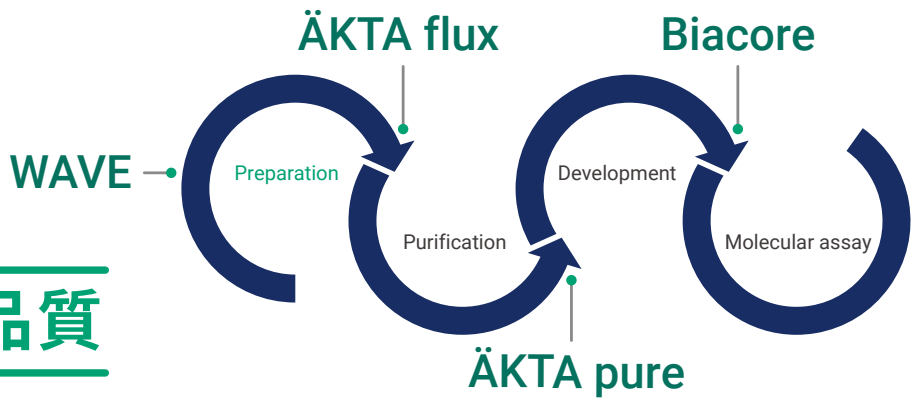 ÄKTA flux
Biacore
WAVE
Preparation
Development
Purification
Molecular assay
品質
ÄKTA pure